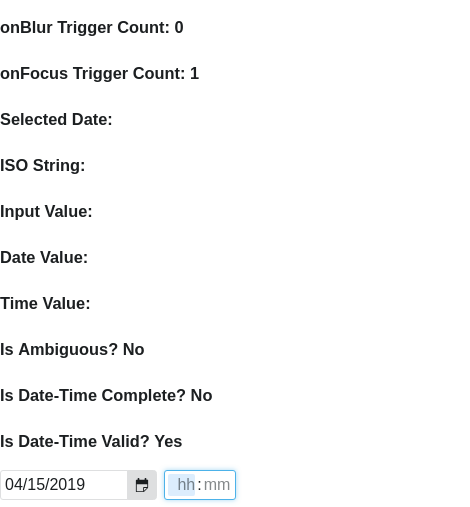 onBlur Trigger Count: 0
onFocus Trigger Count: 1
Selected Date:
ISO String:
Input Value:
Date Value:
Time Value:
Is Ambiguous? No
Is Date-Time Complete? No
Is Date-Time Valid? Yes
04/15/2019 hh:mm